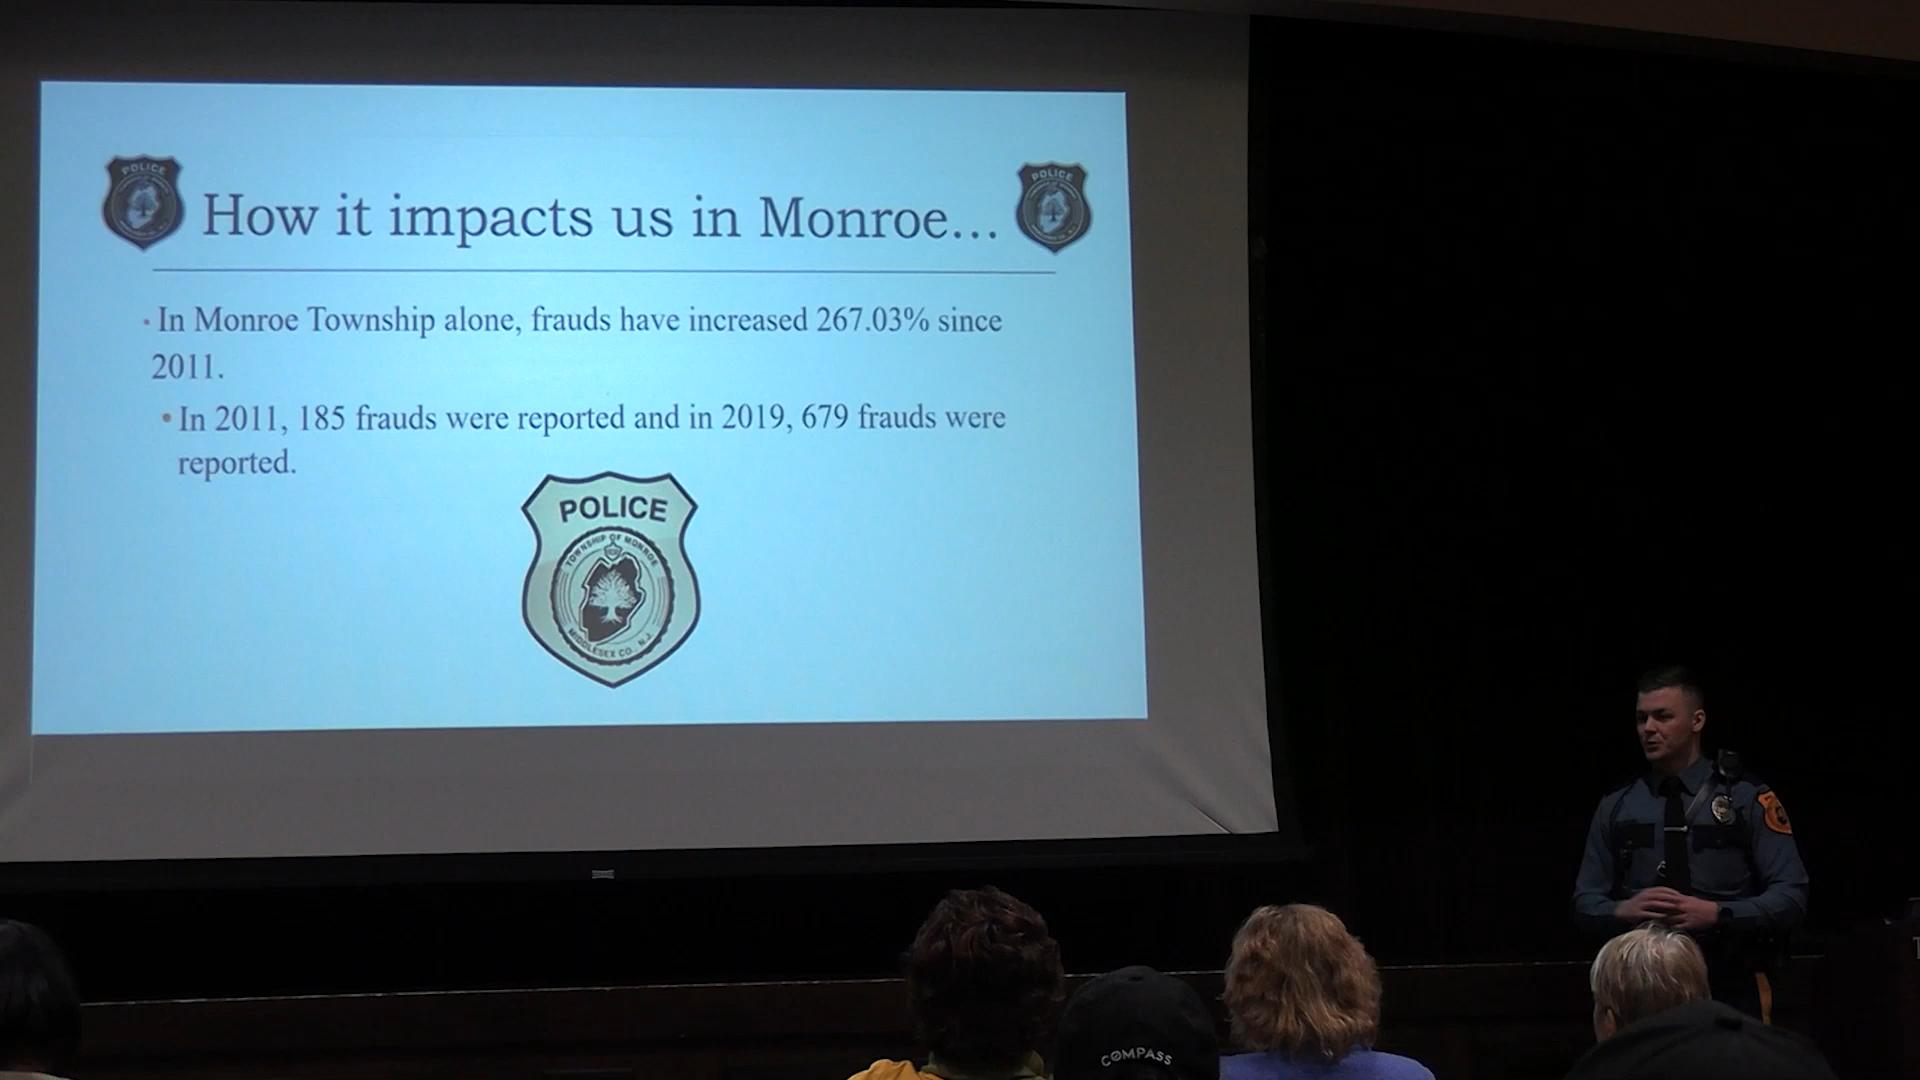 POLICE
POLICE
How it impacts us in Monroe...
• In Monroe Township alone, frauds have increased 267.03% since
2011.
• In 2011, 185 frauds were reported and in 2019, 679 frauds were
reported.
POLICE
TOWNSHIP OF MONROE
MIDDLESEX CO., N.J.
COMPASS